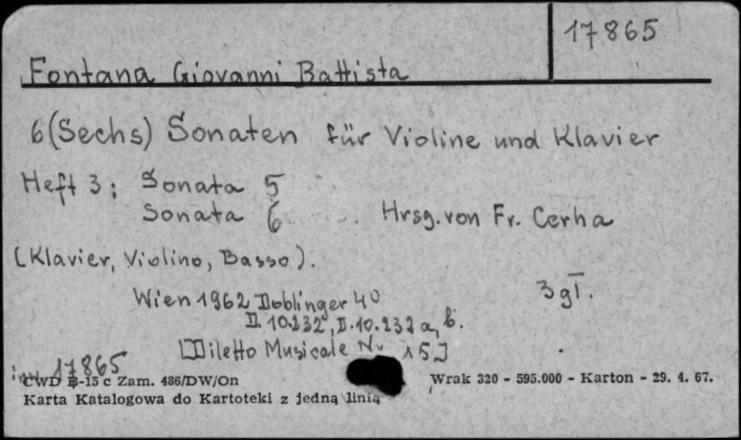 17865
Fontana Giovanni Battista
6 (Sechs) Sonaten für Violine und Klavier
Heft 3: Sonata 5
Sonata 6 Hrsg. von Fr. Cerha
(Klavier, Violino, Basso).
Wien 1962 Doblinger 4° 3 gł.
D. 10.232, D. 10.232 a, b.
[Diletto Musicale Nr 15]
inw 17865
CWD B-15 c Zam. 486/DW/On Wrak 320 - 595.000 - Karton - 29. 4. 67.
Karta Katalogowa do Kartoteki z jedną linią